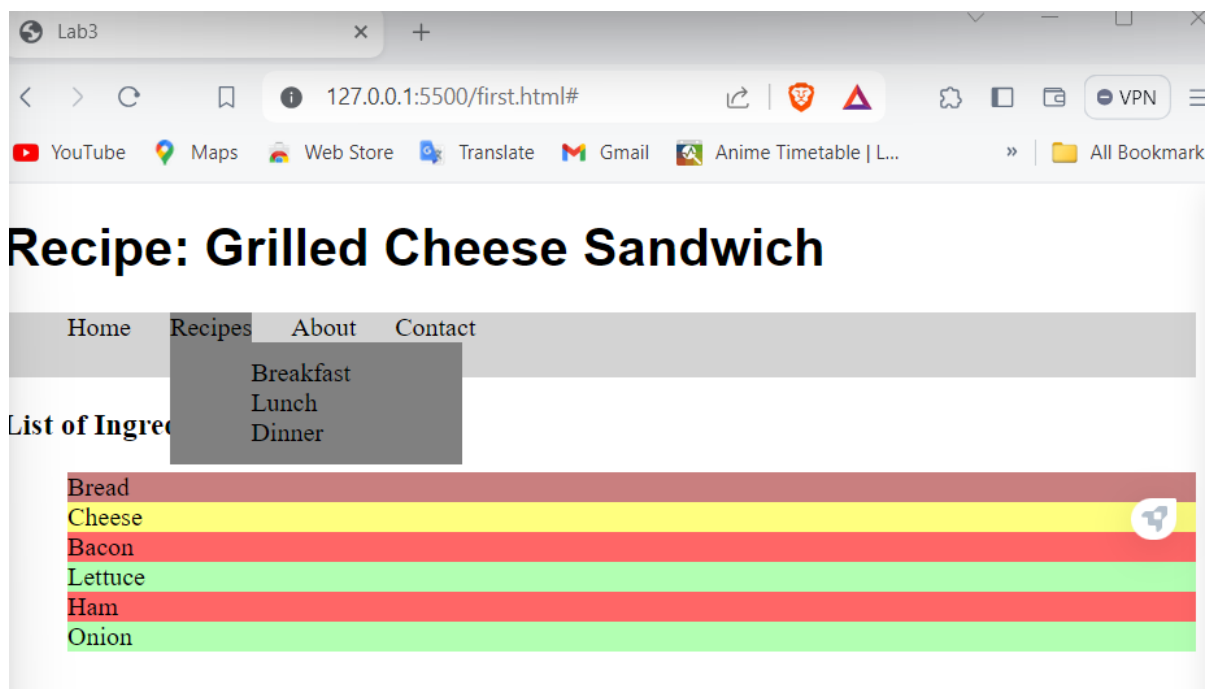 Lab3
127.0.0.1:5500/first.html#
VPN
YouTube Maps Web Store Translate Gmail Anime Timetable | L... » All Bookmark
Recipe: Grilled Cheese Sandwich
Home Recipes About Contact
Breakfast
Lunch
List of Ingre
Dinner
Bread
Cheese
Bacon
Lettuce
Ham
Onion